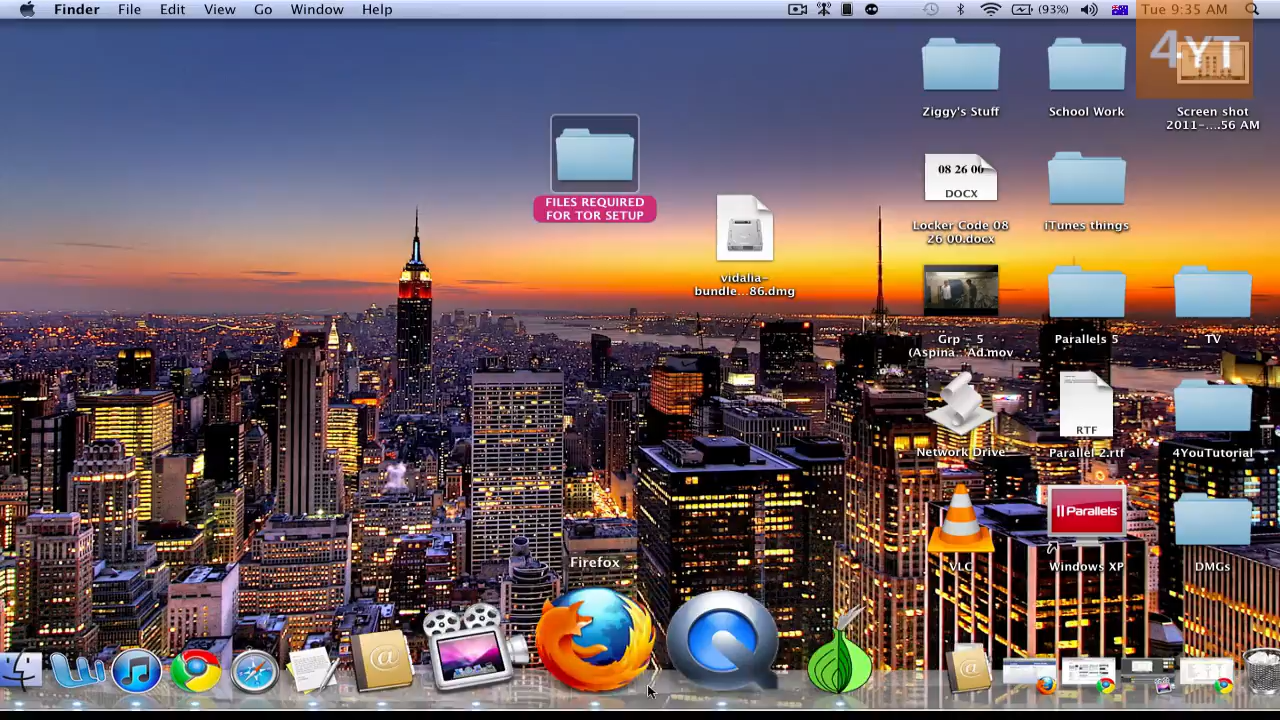 Finder File Edit View Go Window Help (93%) Tue 9:35 AM
4YT
Ziggy's Stuff
School Work
Screen shot
2011-....56 AM
FILES REQUIRED
FOR TOR SETUP
08 26 00
DOCX
Locker Code 08
26 00.docx
iTunes things
vidalia-
bundle...86.dmg
Grp - 5
(Aspina...'Ad.mov
Parallels 5
TV
RTF
Network Drive
Parallel 2.rtf
4YouTutorial
Parallels
VLC
Windows XP
DMGs
Firefox